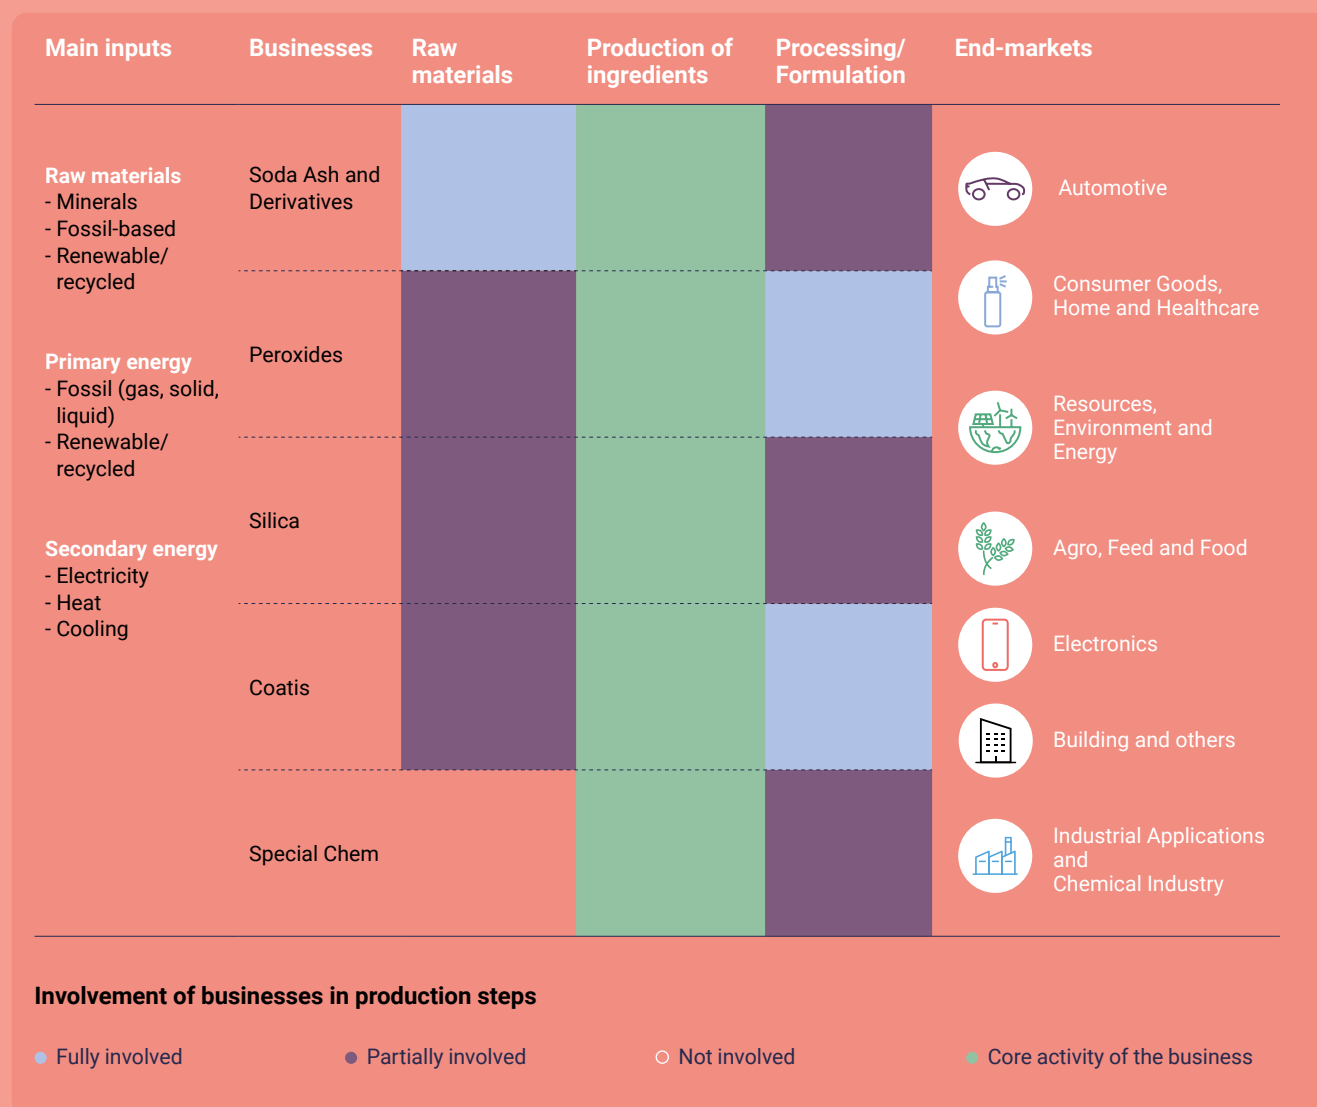 Main inputs
Businesses
Raw
materials
Production of
ingredients
Processing/
Formulation
End-markets
Raw materials
- Minerals
- Fossil-based
- Renewable/
recycled
Primary energy
- Fossil (gas, solid,
liquid)
- Renewable/
recycled
Secondary energy
- Electricity
- Heat
- Cooling
Soda Ash and
Derivatives
Peroxides
Silica
Coatis
Special Chem
Automotive
Consumer Goods,
Home and Healthcare
Resources,
Environment and
Energy
Agro, Feed and Food
Electronics
Building and others
Industrial Applications
and
Chemical Industry
Involvement of businesses in production steps
Fully involved
Partially involved
Not involved
Core activity of the business